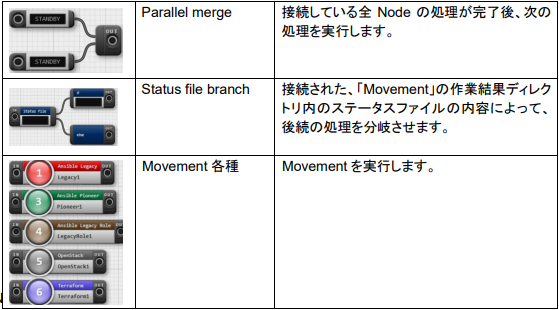 STANDBY
OUT
STANDBY
Parallel merge
接続している全 Node の処理が完了後、次の
処理を実行します。
IN
Status file
if
OUT
else
Status file branch
接続された、「Movement」の作業結果ディレク
トリ内のステータスファイルの内容によって、
後続の処理を分岐させます。
IN
1
Ansible Legacy
OUT
Legacy1
IN
3
Ansible Pioneer
OUT
Pioneer1
IN
4
Ansible Legacy Role
OUT
LegacyRole1
IN
5
OpenStack
OUT
OpenStack1
IN
6
Terraform
OUT
Terraform1
Movement 各種
Movement を実行します。